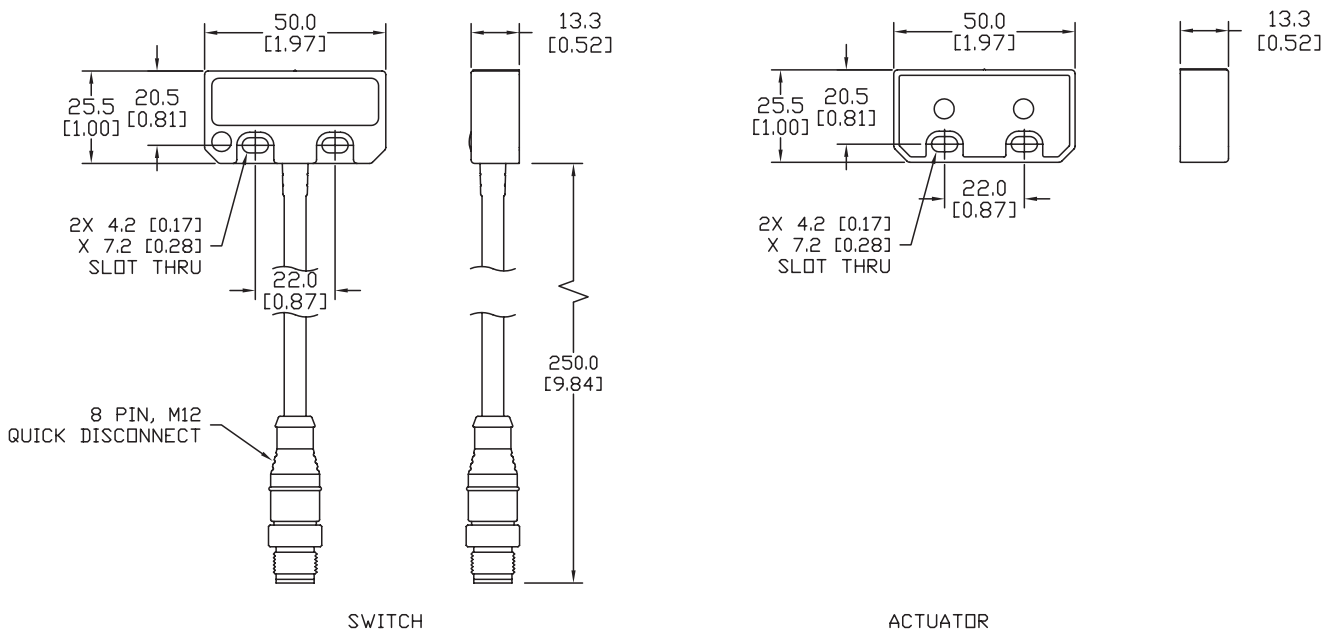 50.0
[1.97]
13.3
[0.52]
25.5
[1.00]
20.5
[0.81]
2X 4.2 [0.17]
X 7.2 [0.28]
SLOT THRU
22.0
[0.87]
250.0
[9.84]
8 PIN, M12
QUICK DISCONNECT
SWITCH
50.0
[1.97]
13.3
[0.52]
25.5
[1.00]
20.5
[0.81]
22.0
[0.87]
2X 4.2 [0.17]
X 7.2 [0.28]
SLOT THRU
ACTUATOR